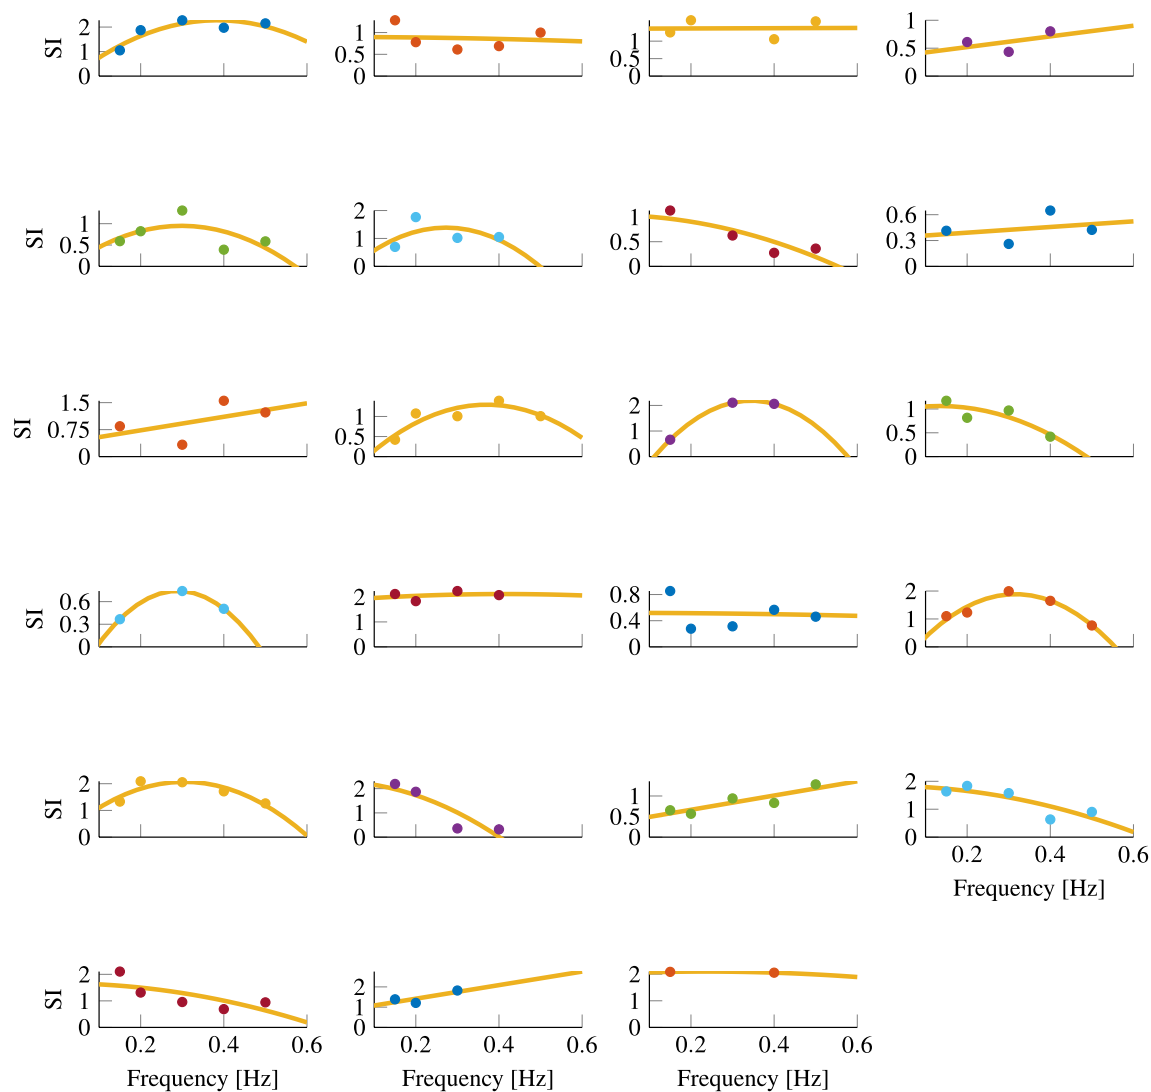 SI 2 1 0 1 0.5 0 1 0.5 0 1 0.5 0
SI 1 0.5 0 2 1 0 1 0.5 0 0.6 0.3 0
SI 1.5 0.75 0 1 0.5 0 2 1 0 1 0.5 0
SI 0.6 0.3 0 2 1 0 0.8 0.4 0 2 1 0
SI 2 1 0 2 1 0 1 0.5 0 2 1 0
0.2 0.4 0.6
Frequency [Hz]
SI 2 1 0 2 1 0 2 1 0
0.2 0.4 0.6 0.2 0.4 0.6 0.2 0.4 0.6
Frequency [Hz] Frequency [Hz] Frequency [Hz]